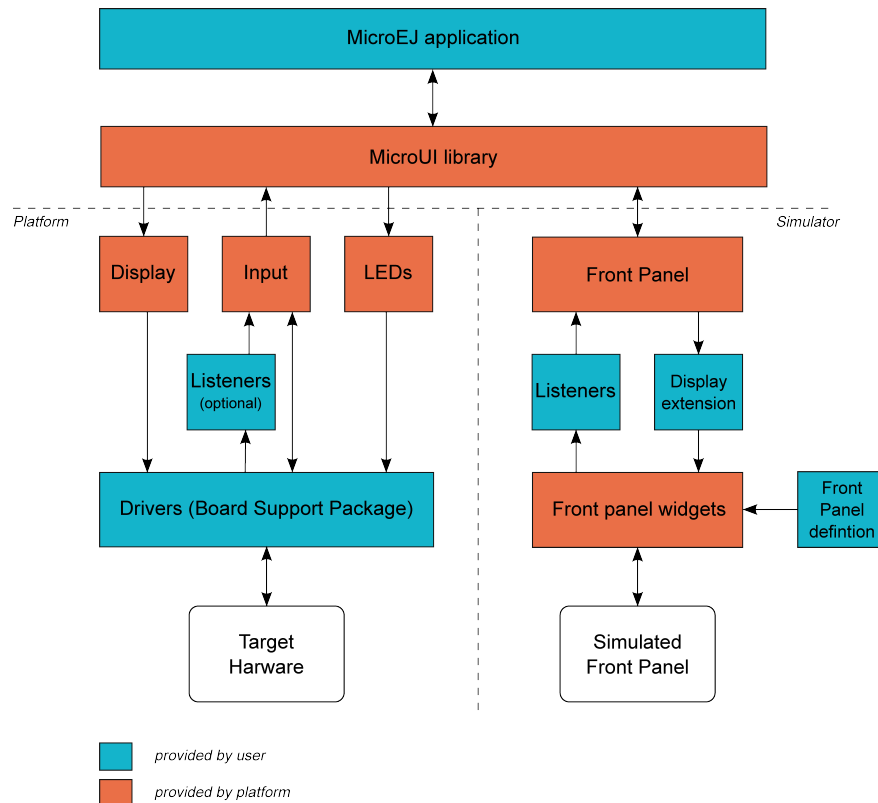 MicroEJ application
MicroUI library
Platform
Simulator
Display
Input
LEDs
Front Panel
Listeners
(optional)
Listeners
Display
extension
Drivers (Board Support Package)
Front panel widgets
Front
Panel
defintion
Target
Harware
Simulated
Front Panel
provided by user
provided by platform